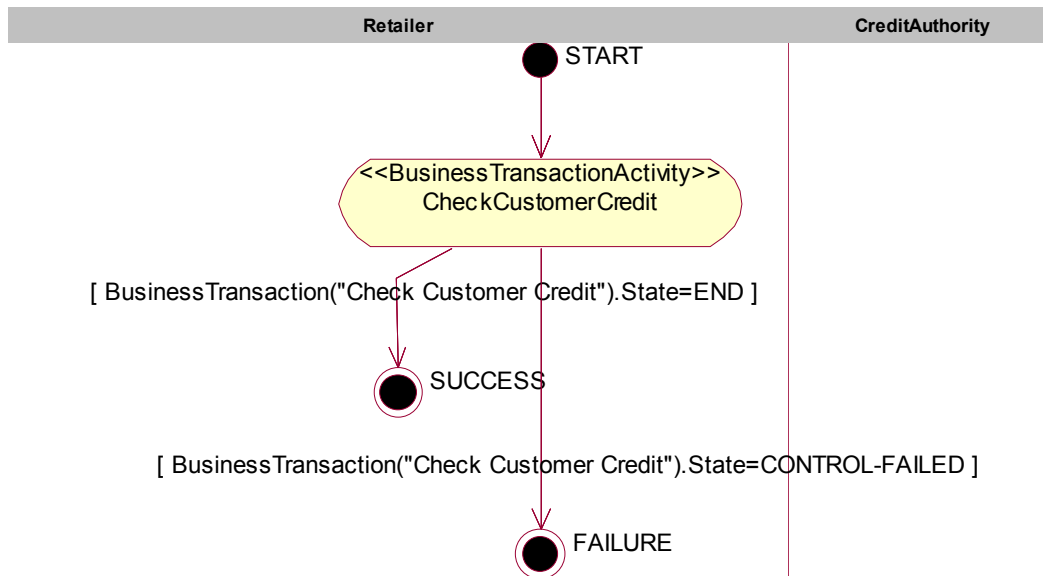 Retailer
CreditAuthority
START
<<BusinessTransactionActivity>>
CheckCustomerCredit
[ BusinessTransaction("Check Customer Credit").State=END ]
SUCCESS
[ BusinessTransaction("Check Customer Credit").State=CONTROL-FAILED ]
FAILURE